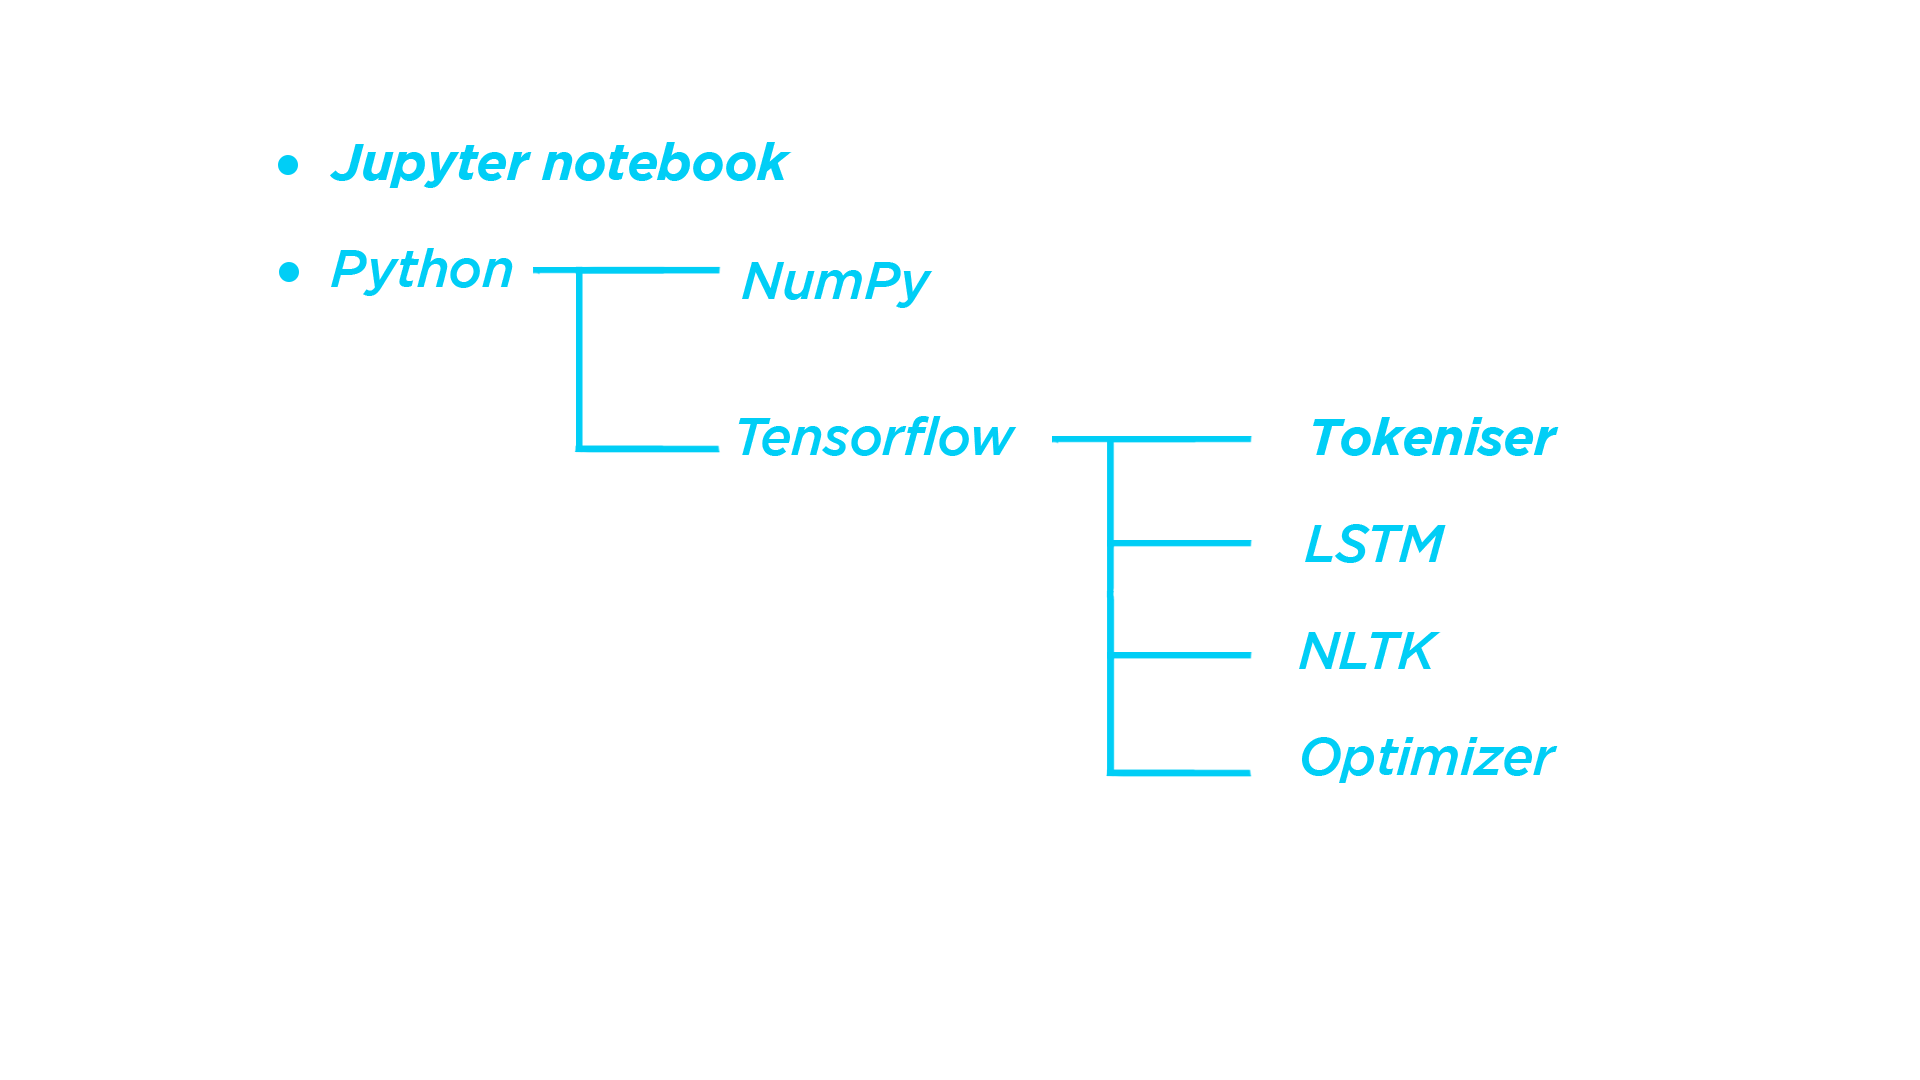 Jupyter notebook
Python
NumPy
Tensorflow
Tokeniser
LSTM
NLTK
Optimizer